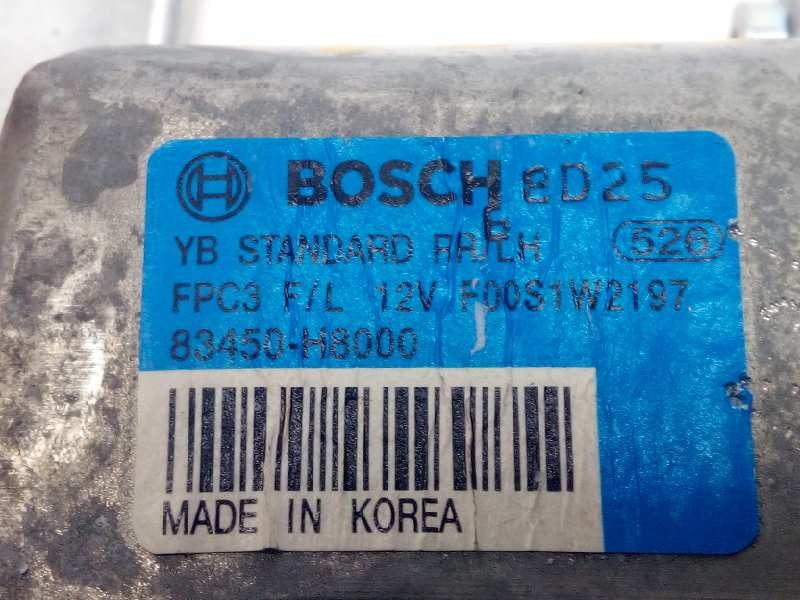 BOSCH 8D25
YB STANDARD RR/LH 526
FPC3 F/L 12V F00S1W2197
83450-H8000
MADE IN KOREA